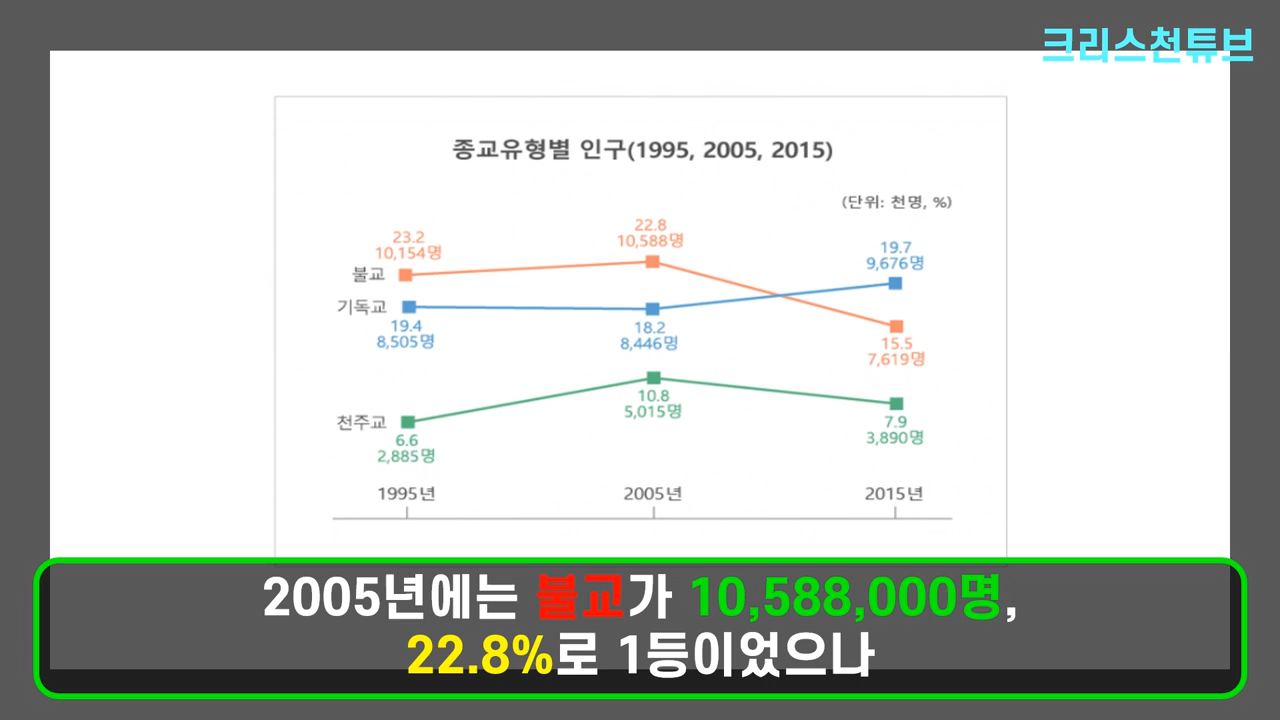 크리스천튜브
종교유형별 인구(1995, 2005, 2015)
(단위: 천명, %)
23.2
10,154명
22.8
10,588명
19.7
9,676명
불교
기독교
19.4
8,505명
18.2
8,446명
15.5
7,619명
천주교
6.6
2,885명
10.8
5,015명
7.9
3,890명
1995년
2005년
2015년
2005년에는 불교가 10,588,000명,
22.8%로 1등이었으나